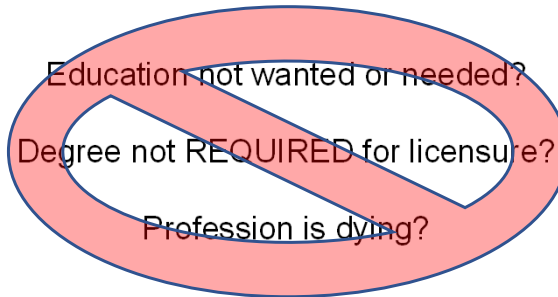 Education not wanted or needed?
Degree not REQUIRED for licensure?
Profession is dying?